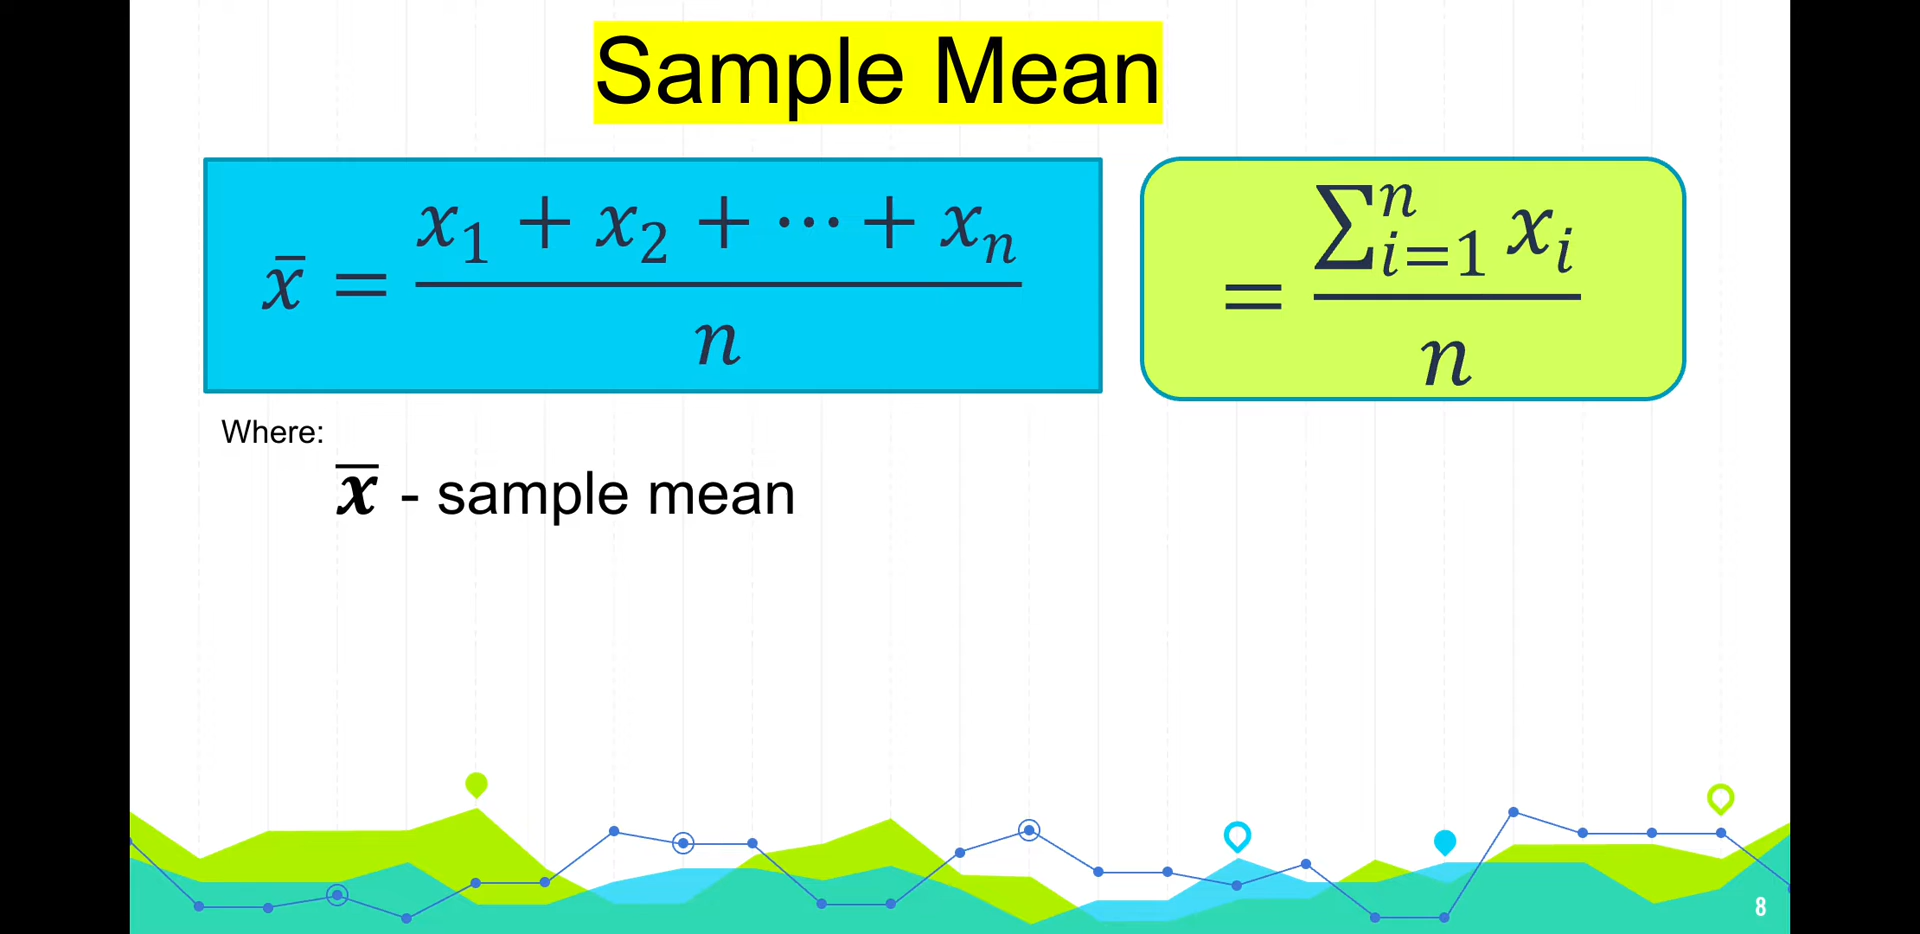 Sample Mean
x̄ = (x₁ + x₂ + ⋯ + xₙ) / n
= (∑ⁿᵢ₌₁ xᵢ) / n
Where:
x̄ - sample mean
8